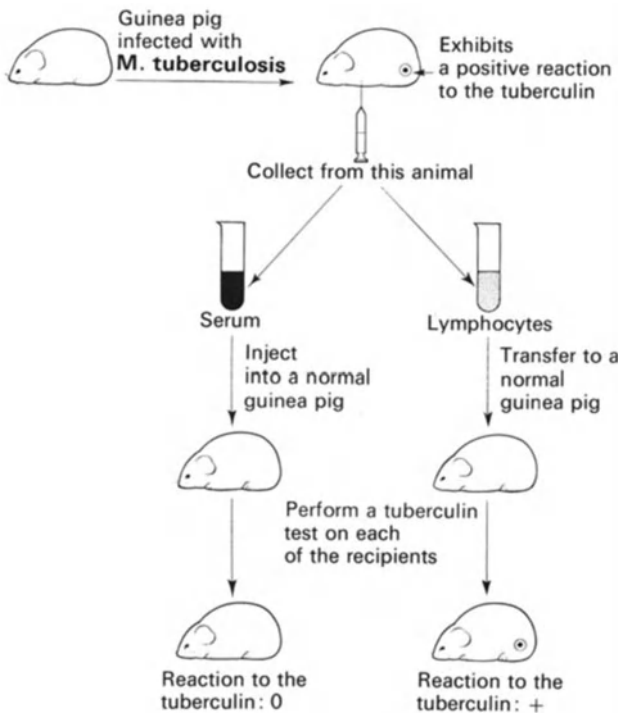 Guinea pig
infected with
M. tuberculosis
Exhibits
a positive reaction
to the tuberculin
Collect from this animal
Serum
Lymphocytes
Inject
into a normal
guinea pig
Transfer to a
normal
guinea pig
Perform a tuberculin
test on each
of the recipients
Reaction to the
tuberculin: 0
Reaction to the
tuberculin: +